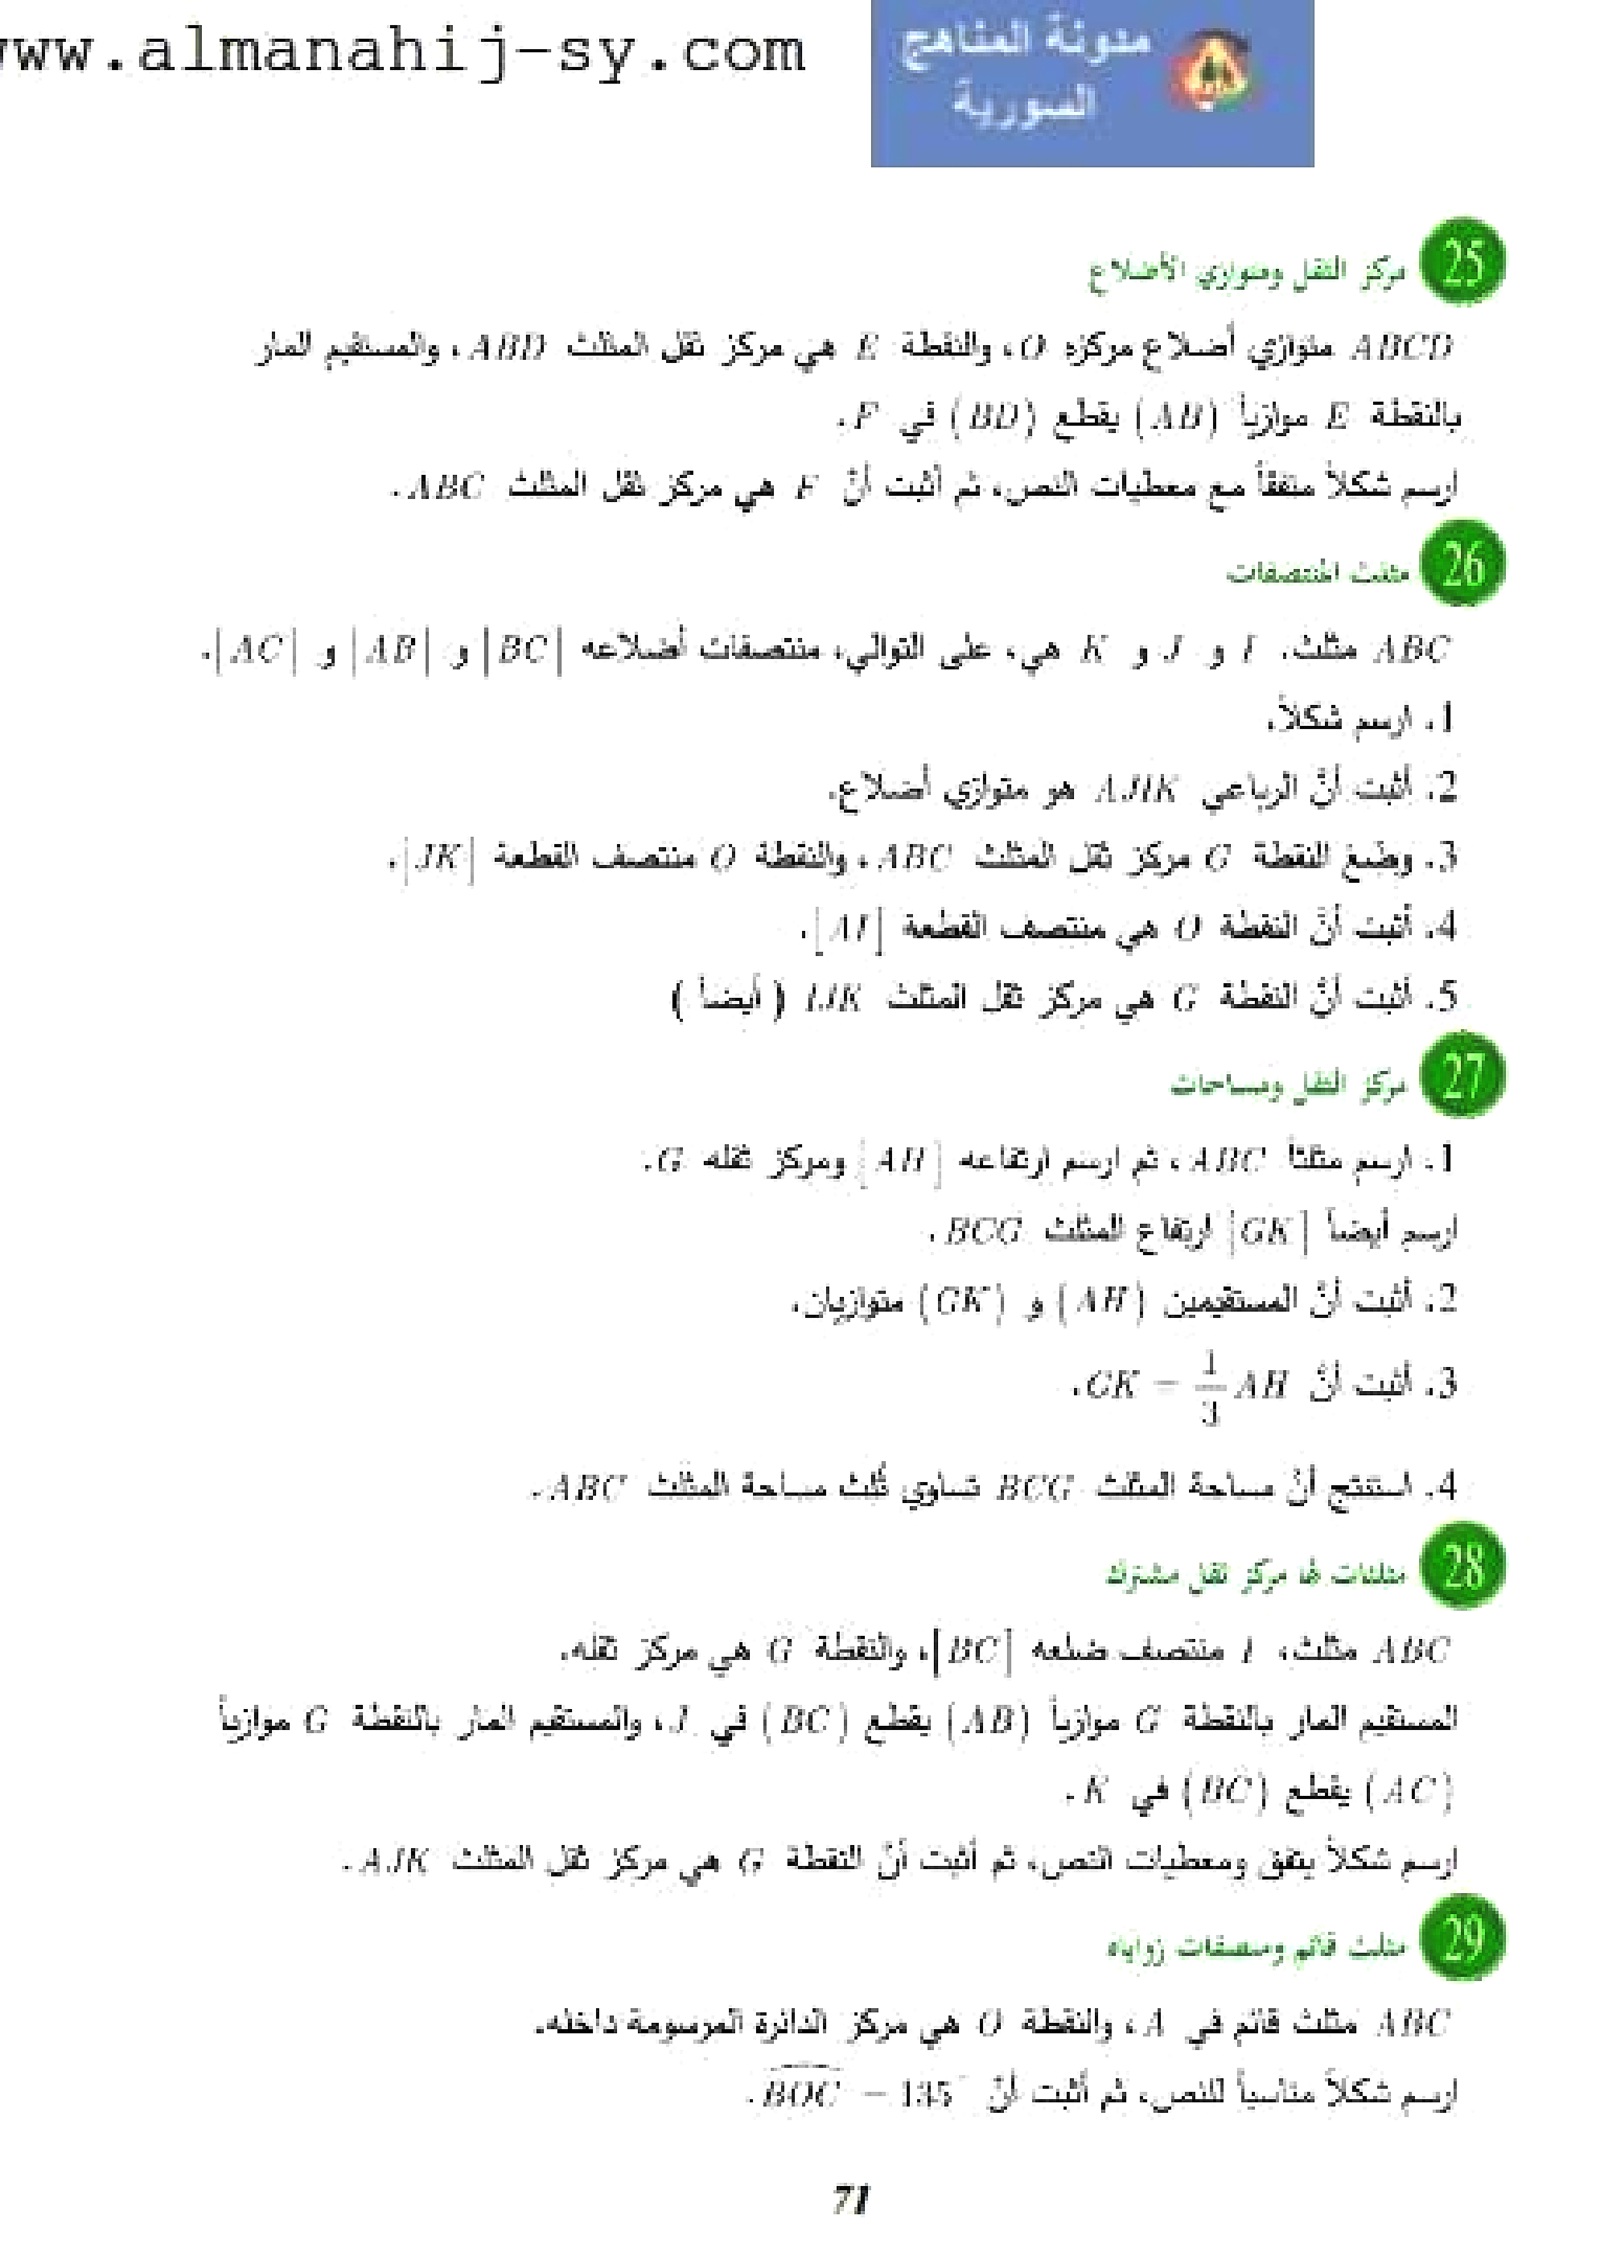 www.almanahij-sy.com
مدونة المناهج
السورية
25 مركز الثقل ومتوازي الأضلاع
ABCD متوازي أضلاع مركزه O، والنقطة E هي مركز ثقل المثلث ABD، والمستقيم المار
بالنقطة E موازياً (AB) يقطع (BD) في F.
ارسم شكلاً متفقاً مع معطيات النص، ثم أثبت أنّ F هي مركز ثقل المثلث ABC.
26 مثلث المنتصفات
ABC مثلث. I و J و K هي، على التوالي، منتصفات أضلاعه [BC] و [AB] و [AC].
1. ارسم شكلاً.
2. أثبت أنّ الرباعي AJIK هو متوازي أضلاع.
3. وضّع النقطة G مركز ثقل المثلث ABC، والنقطة O منتصف القطعة [JK].
4. أثبت أنّ النقطة O هي منتصف القطعة [AI].
5. أثبت أنّ النقطة G هي مركز ثقل المثلث IJK ( أيضاً )
27 مركز الثقل ومساحات
1. ارسم مثلثاً ABC، ثم ارسم ارتفاعه [AH] ومركز ثقله G.
ارسم أيضاً [GK] ارتفاع المثلث BCG.
2. أثبت أنّ المستقيمين (AH) و (GK) متوازيان.
3. أثبت أنّ GK = 1/3 AH.
4. استنتج أنّ مساحة المثلث BCG تساوي ثُلث مساحة المثلث ABC.
28 مثلثات لها مركز ثقل مشترك
ABC مثلث، I منتصف ضلعه [BC]، والنقطة G هي مركز ثقله.
المستقيم المار بالنقطة G موازياً (AB) يقطع (BC) في J، والمستقيم المار بالنقطة G موازياً
(AC) يقطع (BC) في K.
ارسم شكلاً يتفق ومعطيات النص، ثم أثبت أنّ النقطة G هي مركز ثقل المثلث AJK.
29 مثلث قائم ومنصفات زواياه
ABC مثلث قائم في A، والنقطة O هي مركز الدائرة المرسومة داخله.
ارسم شكلاً مناسباً للنص، ثم أثبت أنّ BOC = 135°.
71